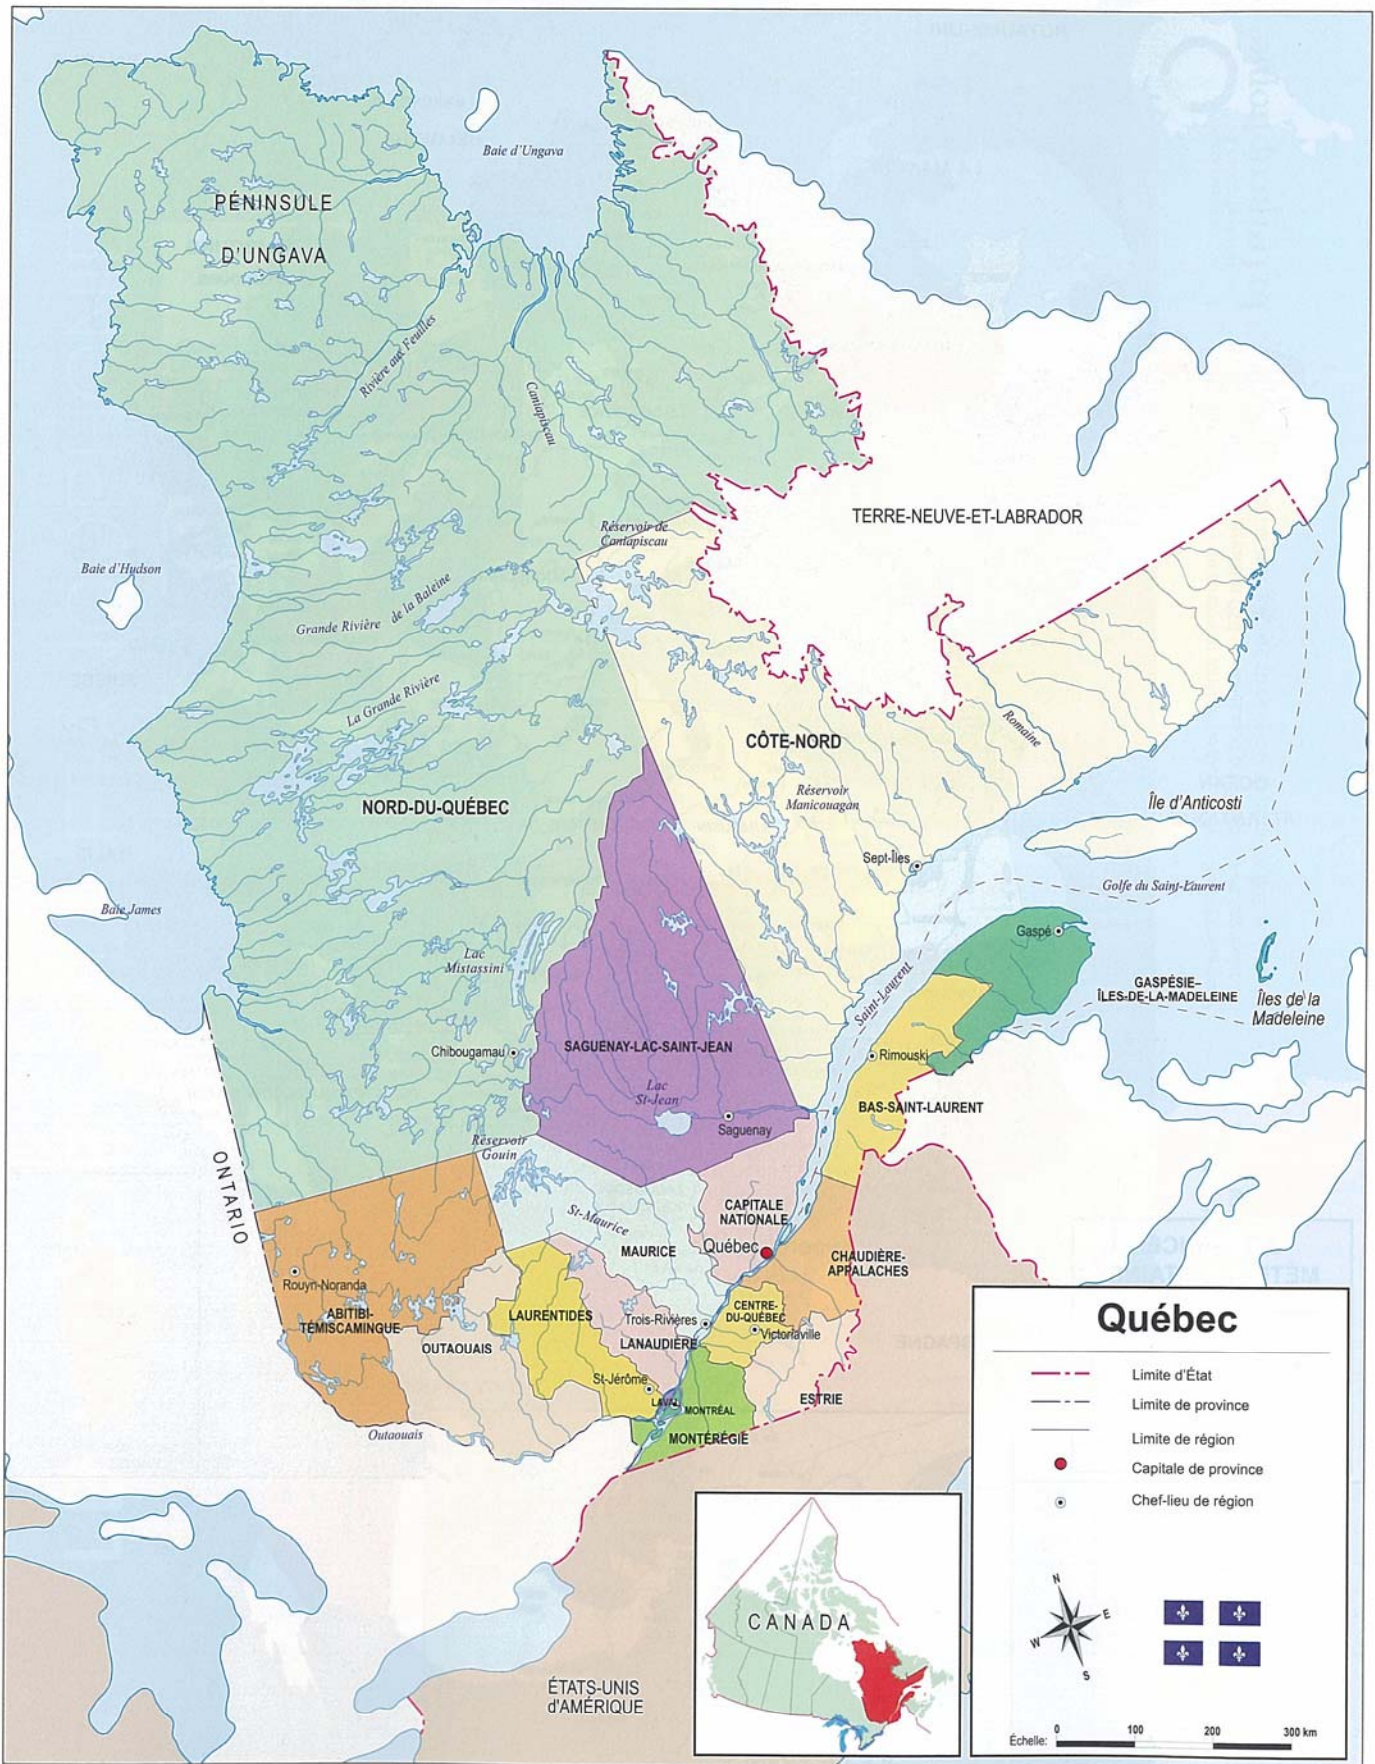 Baie d'Ungava
PÉNINSULE
D'UNGAVA
Rivière aux Feuilles
Caniapiscau
Réservoir de
Caniapiscau
TERRE-NEUVE-ET-LABRADOR
Baie d'Hudson
Grande Rivière de la Baleine
La Grande Rivière
Romaine
CÔTE-NORD
Réservoir
Manicouagan
NORD-DU-QUÉBEC
Île d'Anticosti
Sept-Îles
Golfe du Saint-Laurent
Baie James
Gaspé
Lac
Mistassini
Saint-Laurent
GASPÉSIE–
ÎLES-DE-LA-MADELEINE
Îles de la
Madeleine
Chibougamau
SAGUENAY-LAC-SAINT-JEAN
Rimouski
Lac
St-Jean
BAS-SAINT-LAURENT
Saguenay
Réservoir
Gouin
ONTARIO
St-Maurice
CAPITALE
NATIONALE
MAURICE
Québec
CHAUDIÈRE-
APPALACHES
Rouyn-Noranda
ABITIBI-
TÉMISCAMINGUE
LAURENTIDES
CENTRE-
DU-QUÉBEC
Trois-Rivières
Victoriaville
OUTAOUAIS
LANAUDIÈRE
St-Jérôme
LAVAL
MONTRÉAL
ESTRIE
Outaouais
MONTÉRÉGIE
Québec
Limite d'État
Limite de province
Limite de région
Capitale de province
Chef-lieu de région
N
E
W
S
CANADA
ÉTATS-UNIS
d'AMÉRIQUE
Échelle: 0 100 200 300 km